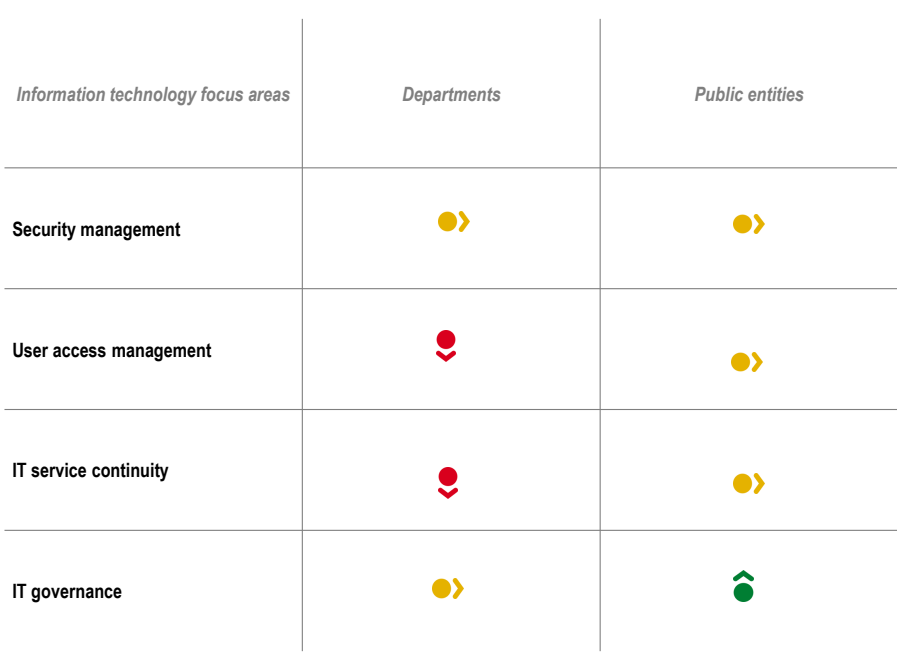 Information technology focus areas
Departments
Public entities
Security management
User access management
IT service continuity
IT governance